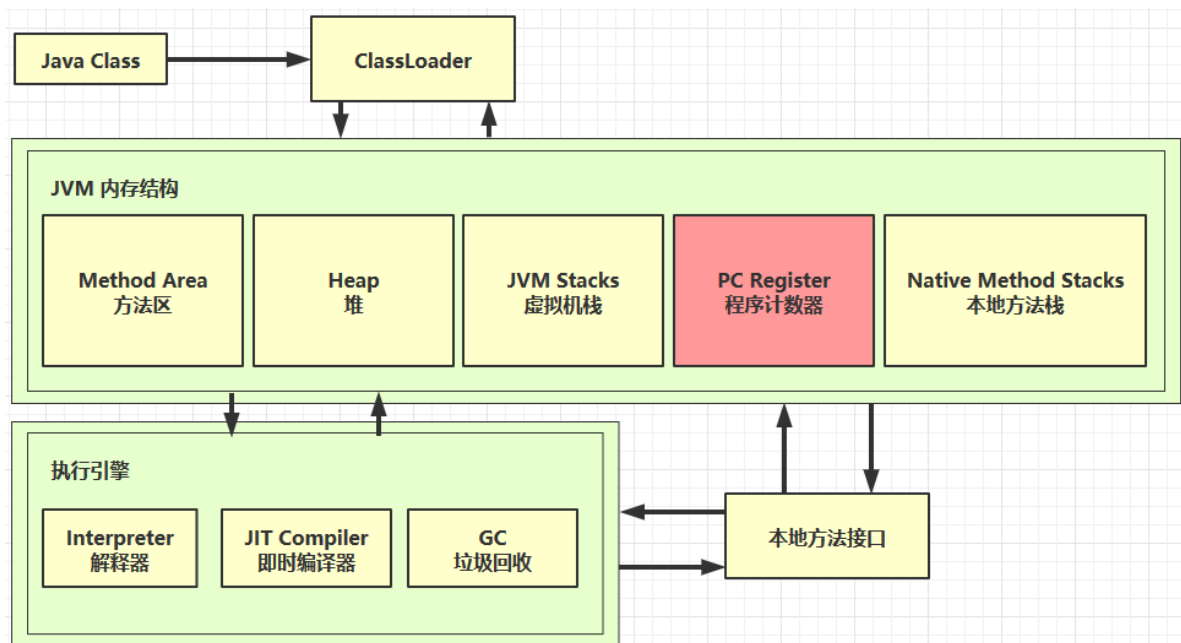 Java Class
ClassLoader
JVM 内存结构
Method Area
方法区
Heap
堆
JVM Stacks
虚拟机栈
PC Register
程序计数器
Native Method Stacks
本地方法栈
执行引擎
Interpreter
解释器
JIT Compiler
即时编译器
GC
垃圾回收
本地方法接口